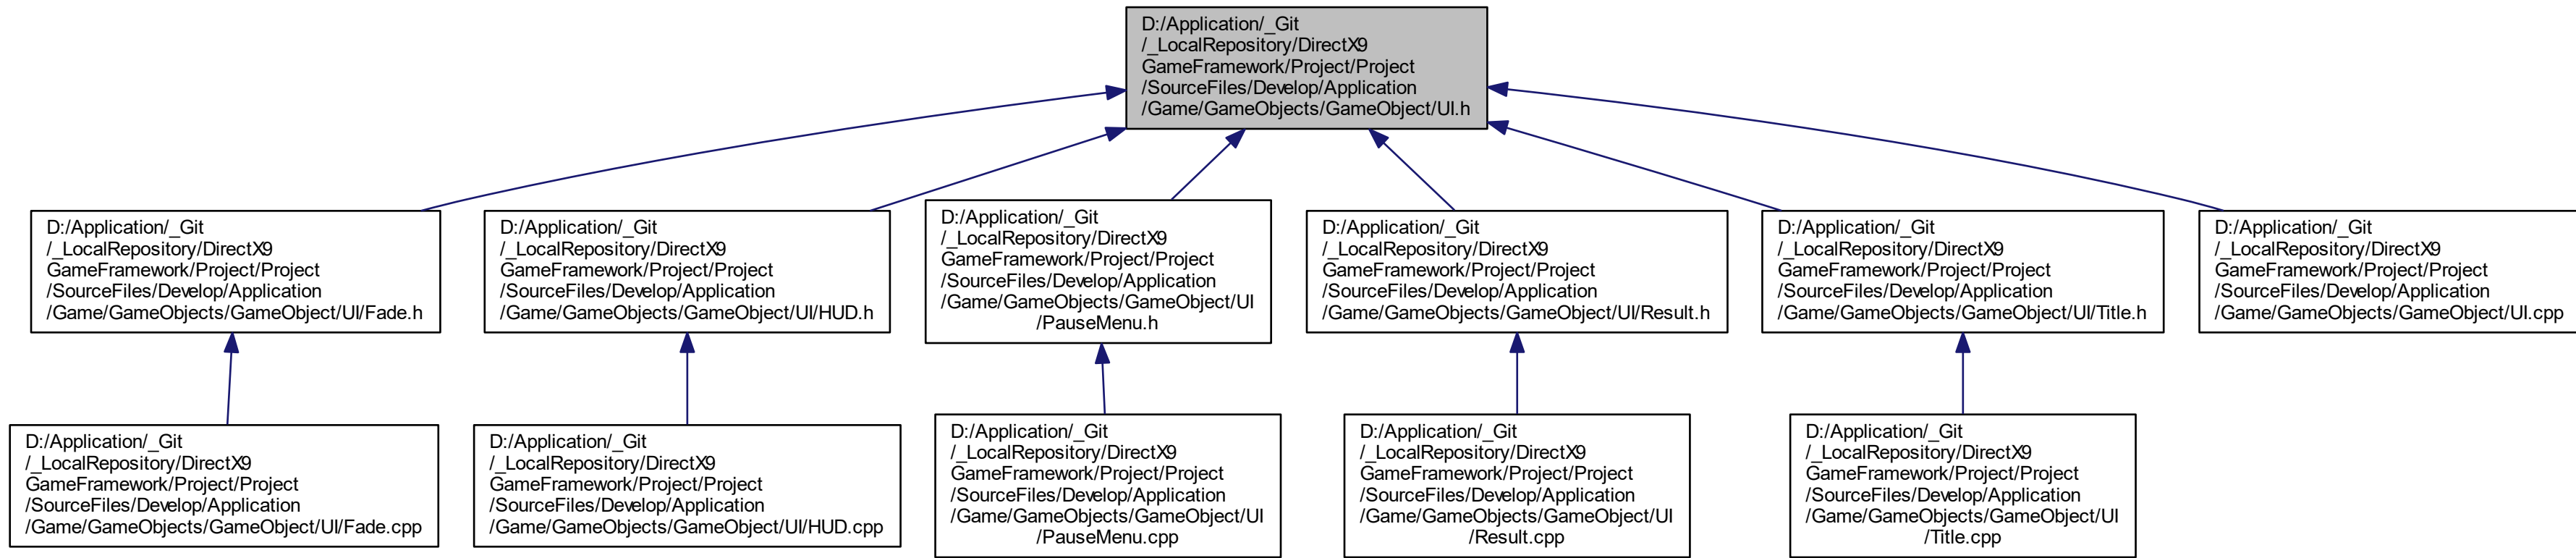 D:/Application/_Git
/_LocalRepository/DirectX9
GameFramework/Project/Project
/SourceFiles/Develop/Application
/Game/GameObjects/GameObject/UI.h
D:/Application/_Git
/_LocalRepository/DirectX9
GameFramework/Project/Project
/SourceFiles/Develop/Application
/Game/GameObjects/GameObject/UI/Fade.h
D:/Application/_Git
/_LocalRepository/DirectX9
GameFramework/Project/Project
/SourceFiles/Develop/Application
/Game/GameObjects/GameObject/UI/HUD.h
D:/Application/_Git
/_LocalRepository/DirectX9
GameFramework/Project/Project
/SourceFiles/Develop/Application
/Game/GameObjects/GameObject/UI
/PauseMenu.h
D:/Application/_Git
/_LocalRepository/DirectX9
GameFramework/Project/Project
/SourceFiles/Develop/Application
/Game/GameObjects/GameObject/UI/Result.h
D:/Application/_Git
/_LocalRepository/DirectX9
GameFramework/Project/Project
/SourceFiles/Develop/Application
/Game/GameObjects/GameObject/UI/Title.h
D:/Application/_Git
/_LocalRepository/DirectX9
GameFramework/Project/Project
/SourceFiles/Develop/Application
/Game/GameObjects/GameObject/UI.cpp
D:/Application/_Git
/_LocalRepository/DirectX9
GameFramework/Project/Project
/SourceFiles/Develop/Application
/Game/GameObjects/GameObject/UI/Fade.cpp
D:/Application/_Git
/_LocalRepository/DirectX9
GameFramework/Project/Project
/SourceFiles/Develop/Application
/Game/GameObjects/GameObject/UI/HUD.cpp
D:/Application/_Git
/_LocalRepository/DirectX9
GameFramework/Project/Project
/SourceFiles/Develop/Application
/Game/GameObjects/GameObject/UI
/PauseMenu.cpp
D:/Application/_Git
/_LocalRepository/DirectX9
GameFramework/Project/Project
/SourceFiles/Develop/Application
/Game/GameObjects/GameObject/UI
/Result.cpp
D:/Application/_Git
/_LocalRepository/DirectX9
GameFramework/Project/Project
/SourceFiles/Develop/Application
/Game/GameObjects/GameObject/UI
/Title.cpp